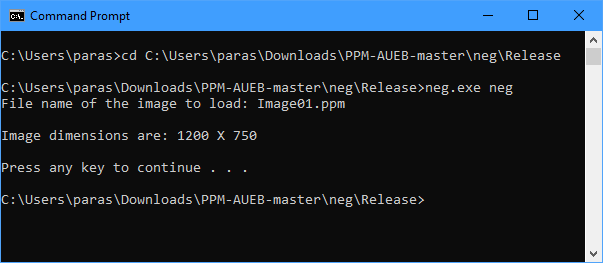 Command Prompt
C:\Users\paras>cd C:\Users\paras\Downloads\PPM-AUEB-master\neg\Release
C:\Users\paras\Downloads\PPM-AUEB-master\neg\Release>neg.exe neg
File name of the image to load: Image01.ppm
Image dimensions are: 1200 X 750
Press any key to continue . . .
C:\Users\paras\Downloads\PPM-AUEB-master\neg\Release>